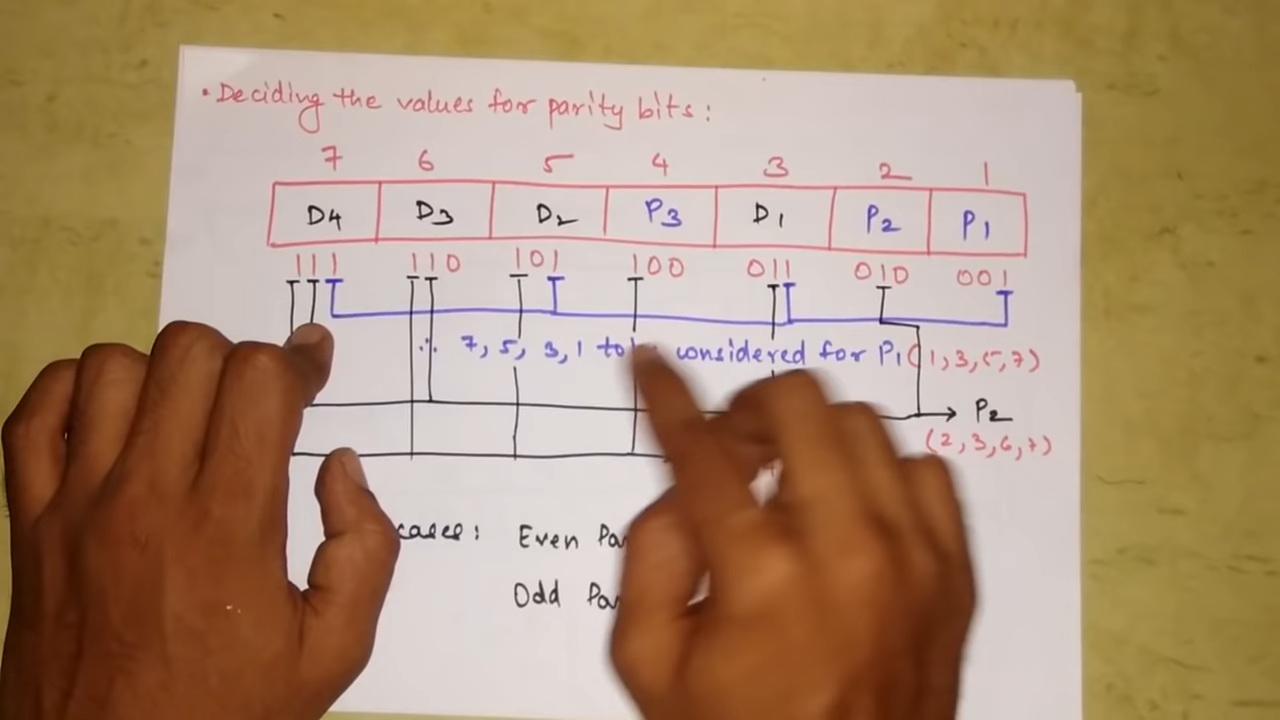 • Deciding the values for parity bits:
7 6 5 4 3 2 1
D4 D3 D2 P3 D1 P2 P1
111 110 101 100 011 010 001
∴ 7, 5, 3, 1 to considered for P1 (1,3,5,7)
P2
(2,3,6,7)
cases: Even
Odd